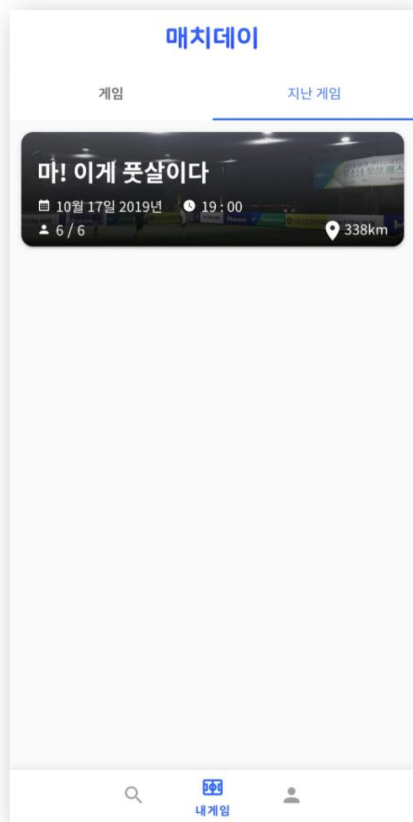 매치데이
게임 지난 게임
마! 이게 풋살이다
10월 17일 2019년 19 : 00
6 / 6 338km
내게임